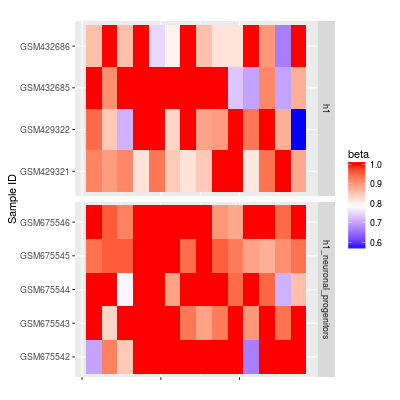 GSM432686
GSM432685
GSM429322
GSM429321
h1
GSM675546
GSM675545
GSM675544
GSM675543
GSM675542
h1_neuronal_progenitors
Sample ID
beta
1.0
0.9
0.8
0.7
0.6